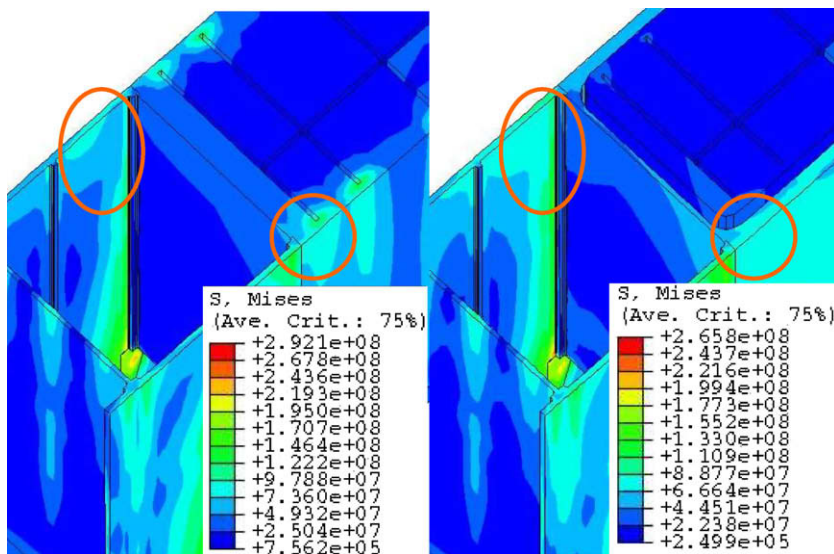 S, Mises
(Ave. Crit.: 75%)
+2.921e+08
+2.678e+08
+2.436e+08
+2.193e+08
+1.950e+08
+1.707e+08
+1.464e+08
+1.222e+08
+9.788e+07
+7.360e+07
+4.932e+07
+2.504e+07
+7.562e+05
S, Mises
(Ave. Crit.: 75%)
+2.658e+08
+2.437e+08
+2.216e+08
+1.994e+08
+1.773e+08
+1.552e+08
+1.330e+08
+1.109e+08
+8.877e+07
+6.664e+07
+4.451e+07
+2.238e+07
+2.499e+05